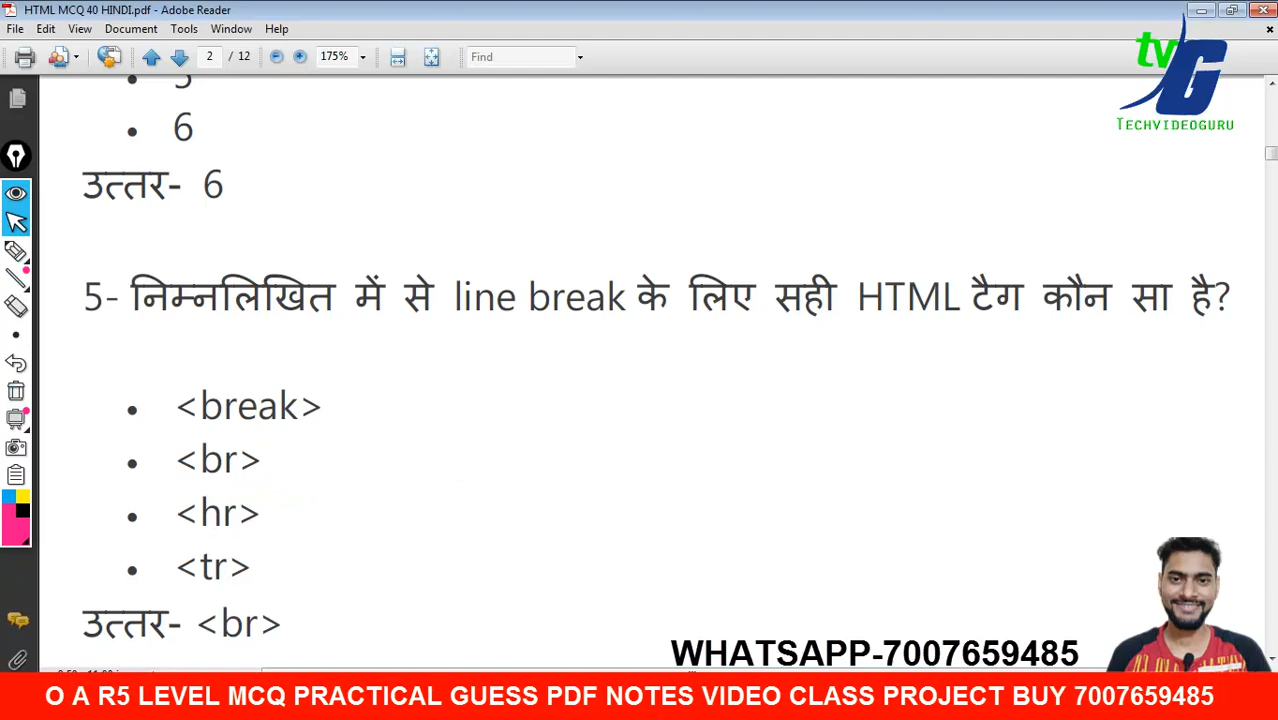 HTML MCQ 40 HINDI.pdf - Adobe Reader
File Edit View Document Tools Window Help
2 / 12 175% Find
tv G
TECHVIDEOGURU
• 6
उत्तर- 6
5- निम्नलिखित में से line break के लिए सही HTML टैग कौन सा है?
• <break>
• <br>
• <hr>
• <tr>
उत्तर- <br>
WHATSAPP-7007659485
O A R5 LEVEL MCQ PRACTICAL GUESS PDF NOTES VIDEO CLASS PROJECT BUY 7007659485